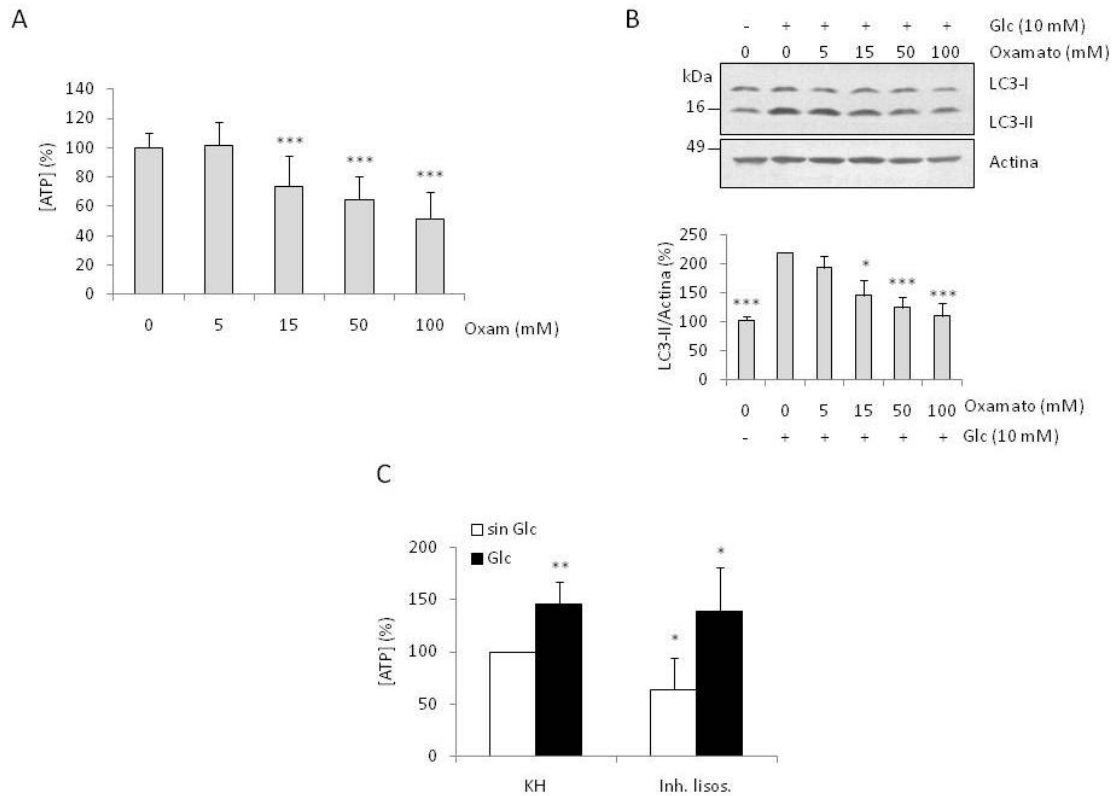 A
[ATP] (%)
140
120
100
80
60
40
20
0
***
***
***
0 5 15 50 100 Oxam (mM)
B
- + + + + + Glc (10 mM)
0 0 5 15 50 100 Oxamato (mM)
kDa
16
49
LC3-I
LC3-II
Actina
LC3-II/Actina (%)
250
200
150
100
50
0
***
*
***
***
0 0 5 15 50 100 Oxamato (mM)
- + + + + + Glc (10 mM)
C
sin Glc
Glc
[ATP] (%)
200
150
100
50
0
**
*
*
KH Inh. lisos.